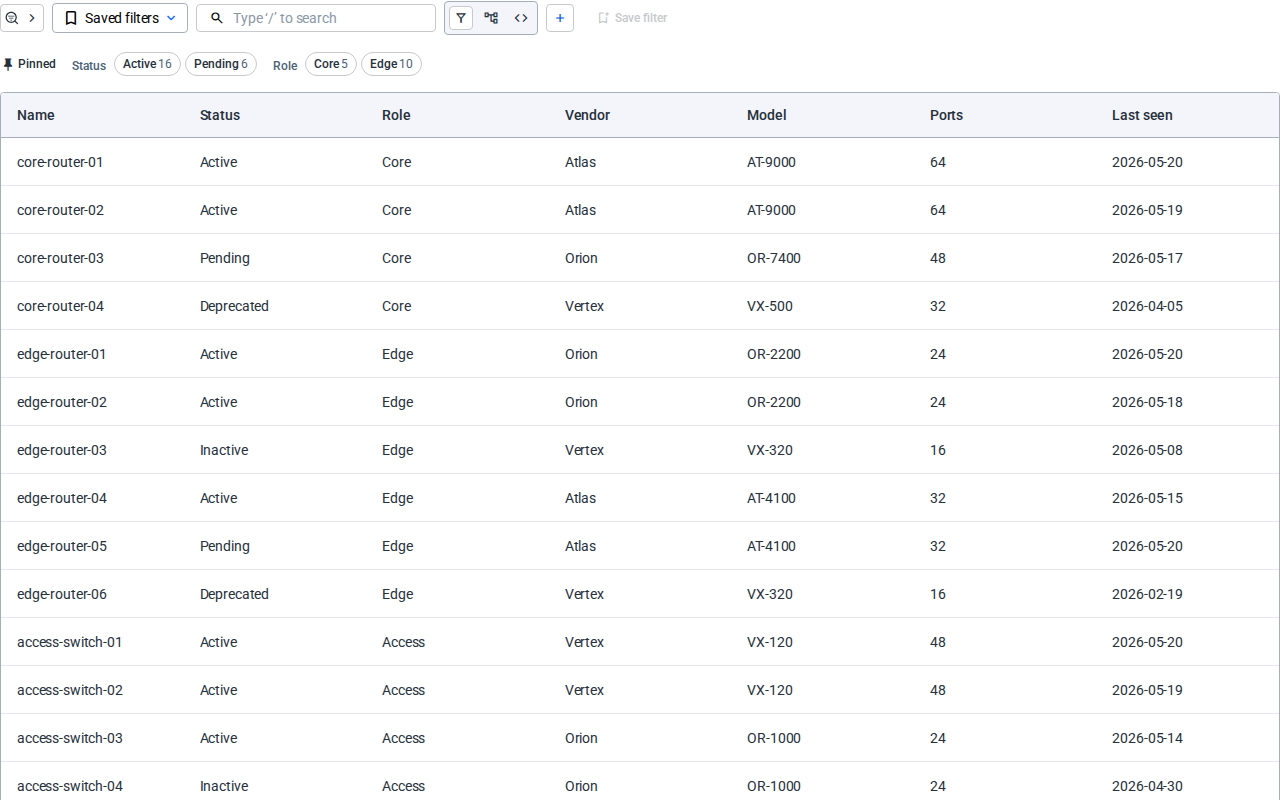 Saved filters Type '/' to search Save filter
Pinned Status Active 16 Pending 6 Role Core 5 Edge 10
Name Status Role Vendor Model Ports Last seen
core-router-01 Active Core Atlas AT-9000 64 2026-05-20
core-router-02 Active Core Atlas AT-9000 64 2026-05-19
core-router-03 Pending Core Orion OR-7400 48 2026-05-17
core-router-04 Deprecated Core Vertex VX-500 32 2026-04-05
edge-router-01 Active Edge Orion OR-2200 24 2026-05-20
edge-router-02 Active Edge Orion OR-2200 24 2026-05-18
edge-router-03 Inactive Edge Vertex VX-320 16 2026-05-08
edge-router-04 Active Edge Atlas AT-4100 32 2026-05-15
edge-router-05 Pending Edge Atlas AT-4100 32 2026-05-20
edge-router-06 Deprecated Edge Vertex VX-320 16 2026-02-19
access-switch-01 Active Access Vertex VX-120 48 2026-05-20
access-switch-02 Active Access Vertex VX-120 48 2026-05-19
access-switch-03 Active Access Orion OR-1000 24 2026-05-14
access-switch-04 Inactive Access Orion OR-1000 24 2026-04-30